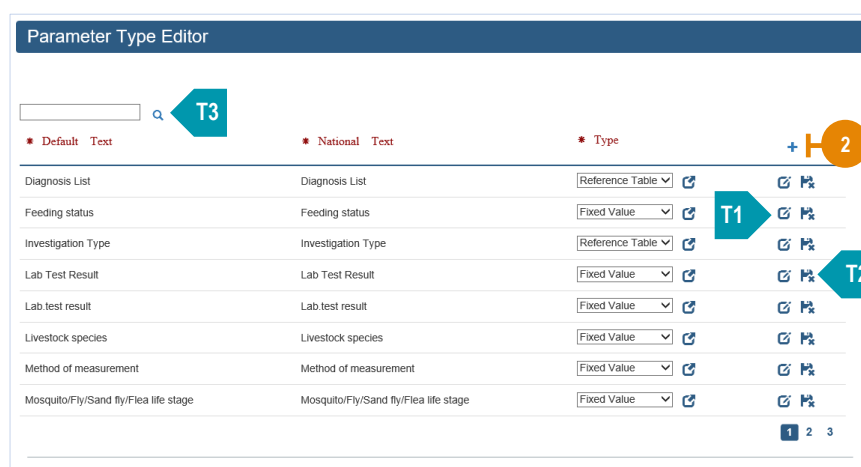 Parameter Type Editor
T3
* Default Text * National Text * Type
+ 2
Diagnosis List Diagnosis List Reference Table
Feeding status Feeding status Fixed Value T1
Investigation Type Investigation Type Reference Table
Lab Test Result Lab Test Result Fixed Value T2
Lab.test result Lab.test result Fixed Value
Livestock species Livestock species Fixed Value
Method of measurement Method of measurement Fixed Value
Mosquito/Fly/Sand fly/Flea life stage Mosquito/Fly/Sand fly/Flea life stage Fixed Value
1 2 3